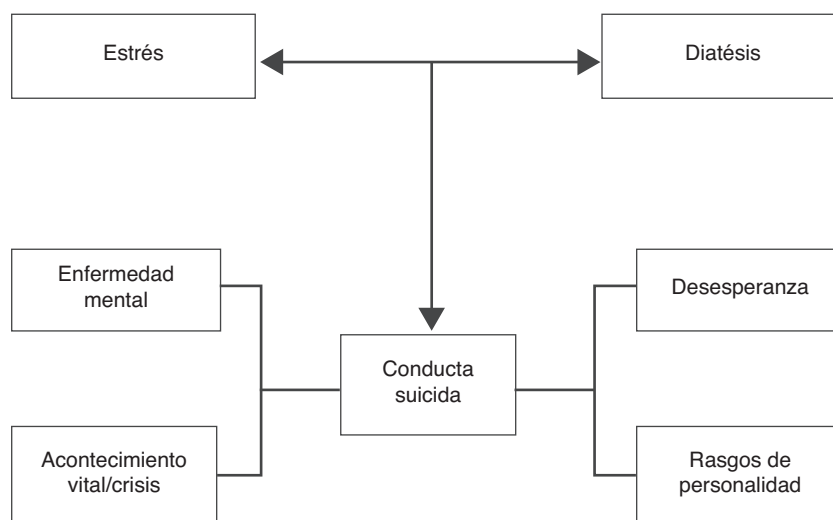 Estrés
Diatésis
Enfermedad
mental
Desesperanza
Conducta
suicida
Acontecimiento
vital/crisis
Rasgos de
personalidad